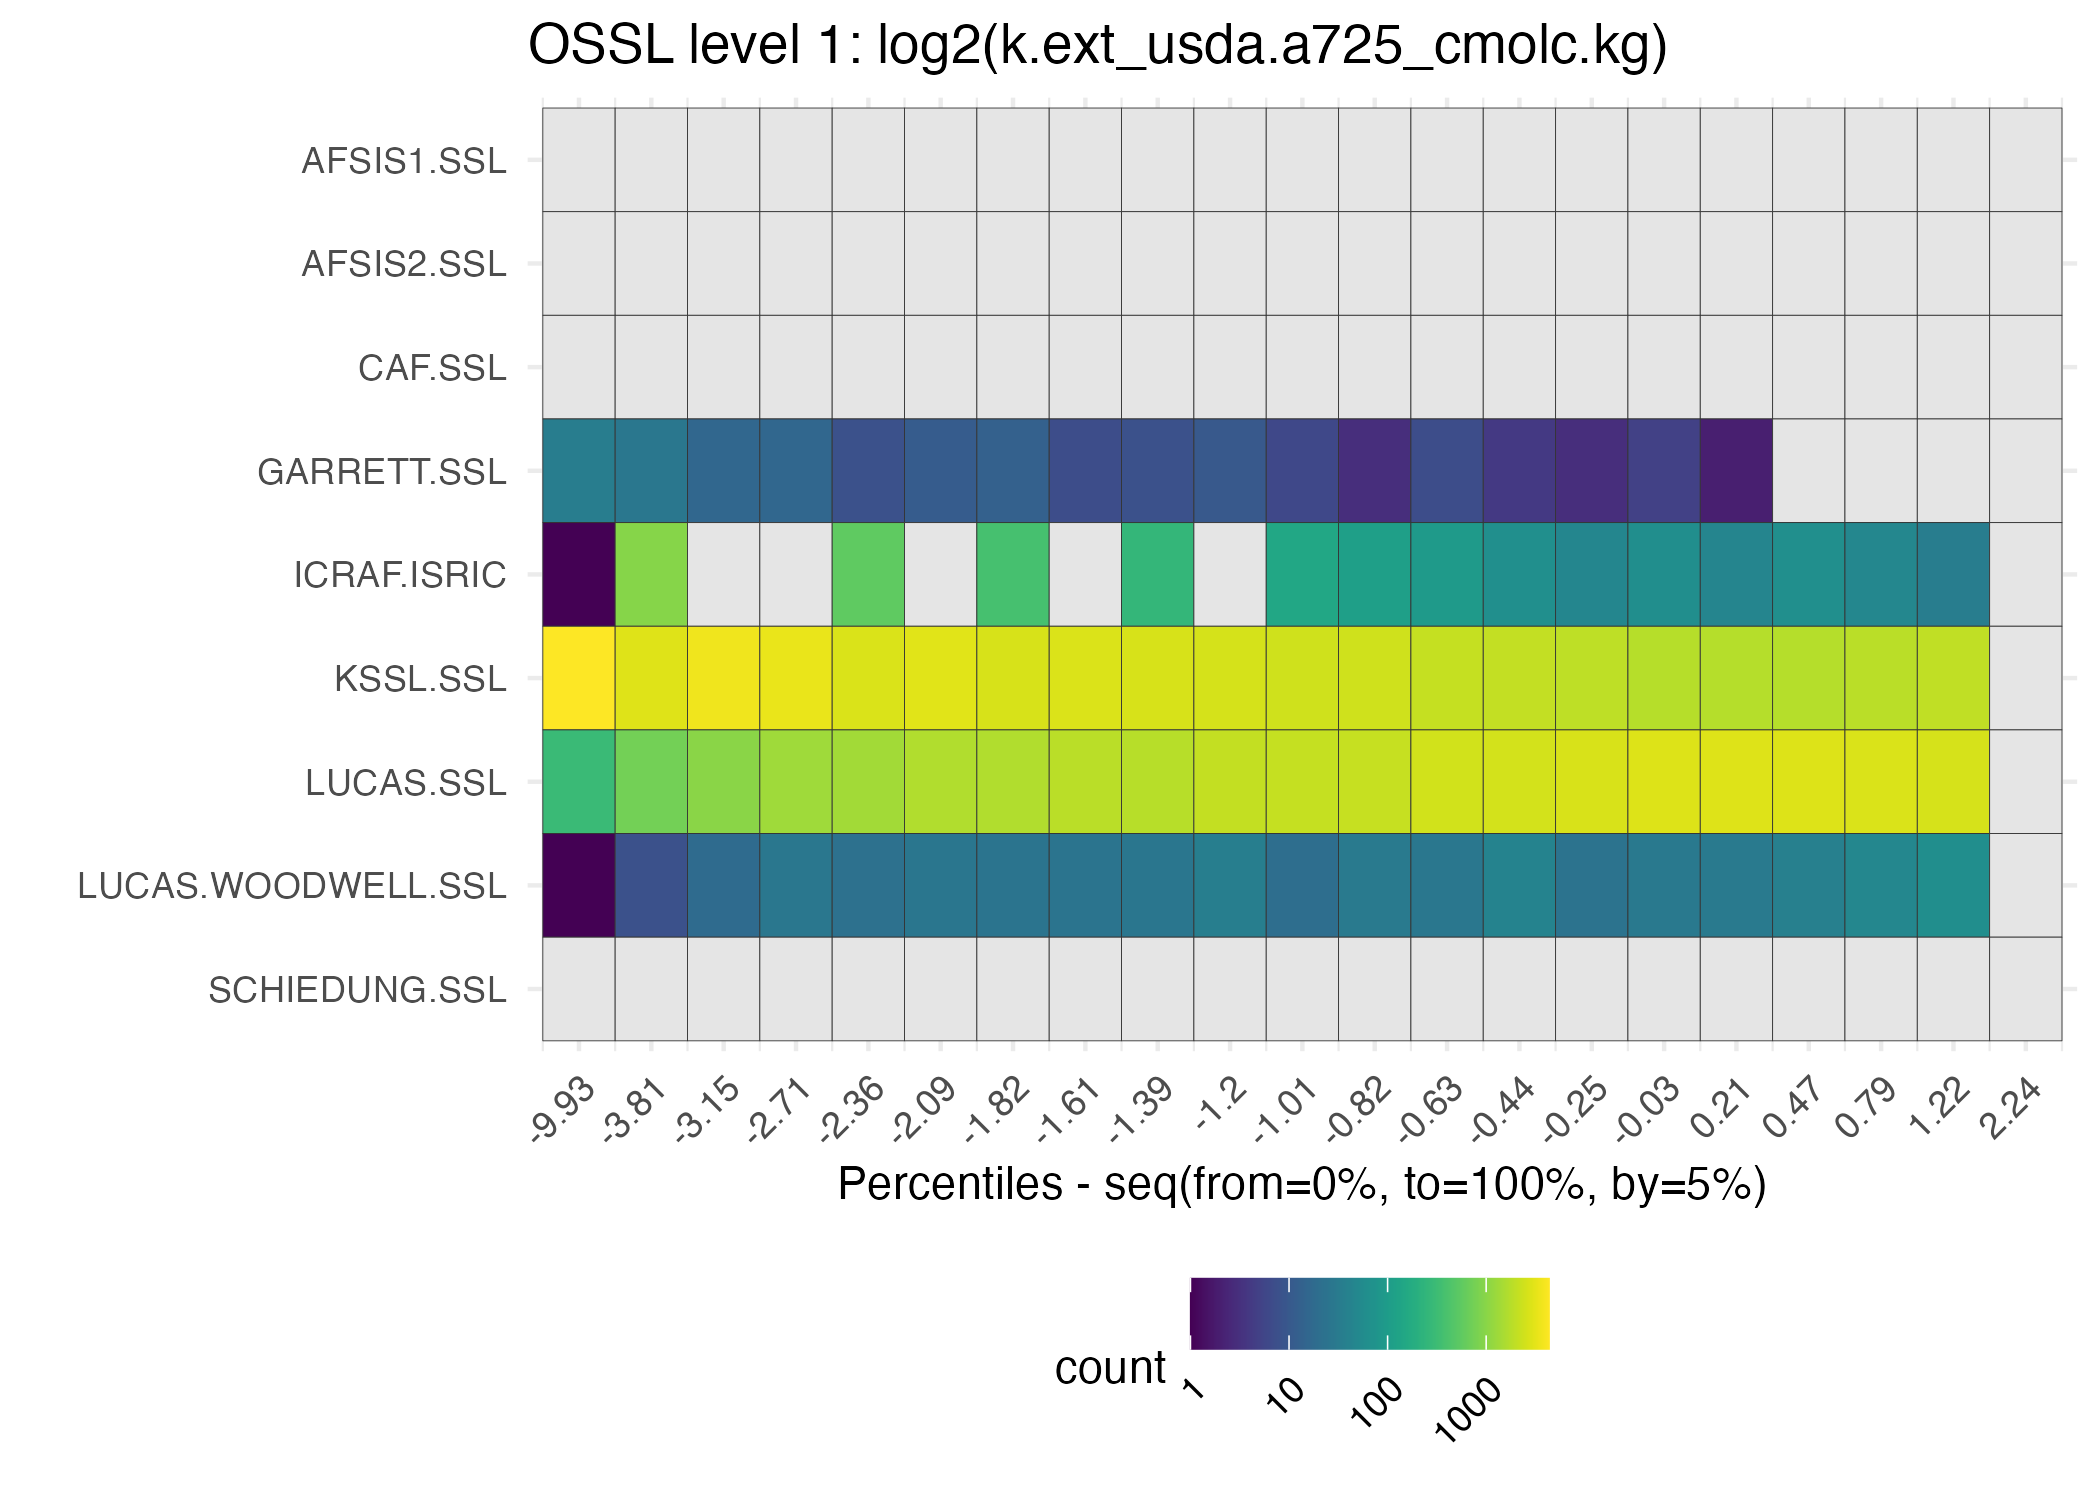 OSSL level 1: log2(k.ext_usda.a725_cmolc.kg)
AFSIS1.SSL
AFSIS2.SSL
CAF.SSL
GARRETT.SSL
ICRAF.ISRIC
KSSL.SSL
LUCAS.SSL
LUCAS.WOODWELL.SSL
SCHIEDUNG.SSL
-9.93 -3.81 -3.15 -2.71 -2.36 -2.09 -1.82 -1.61 -1.39 -1.2 -1.01 -0.82 -0.63 -0.44 -0.25 -0.03 0.21 0.47 0.79 1.22 2.24
Percentiles - seq(from=0%, to=100%, by=5%)
count
1 10 100 1000